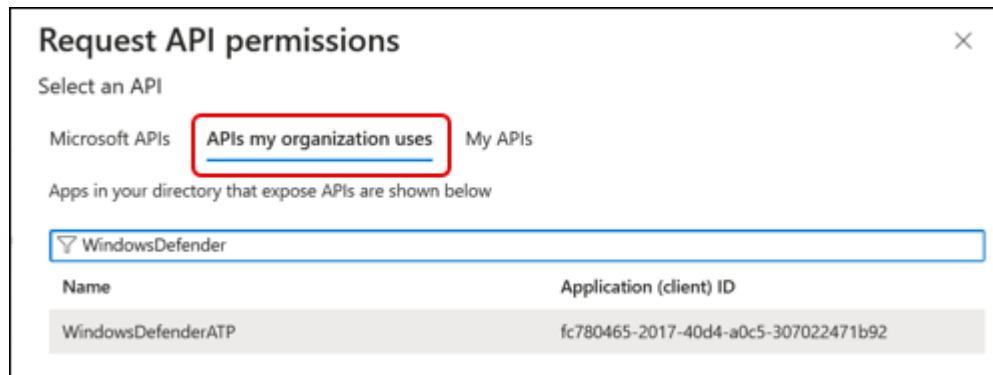 Request API permissions
Select an API
Microsoft APIs APIs my organization uses My APIs
Apps in your directory that expose APIs are shown below
WindowsDefender
Name Application (client) ID
WindowsDefenderATP fc780465-2017-40d4-a0c5-307022471b92